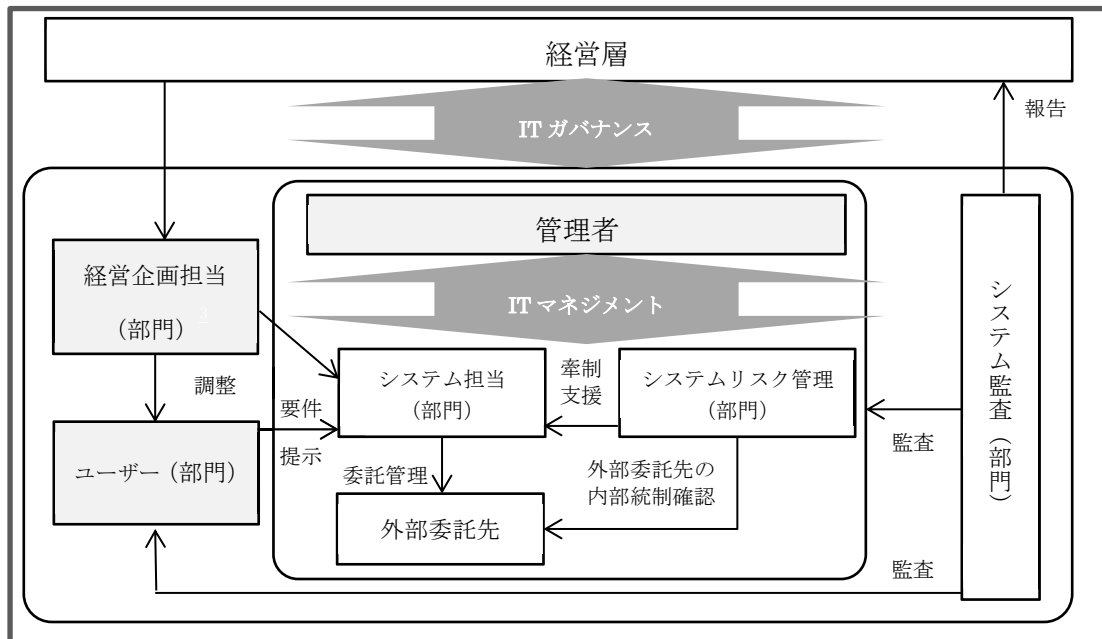 経営層
ITガバナンス
報告
管理者
経営企画担当
（部門）3
ITマネジメント
調整
システム担当
（部門）
牽制
支援
システムリスク管理
（部門）
システム監査（部門）
要件
提示
監査
ユーザー（部門）
委託管理
外部委託先の
内部統制確認
外部委託先
監査